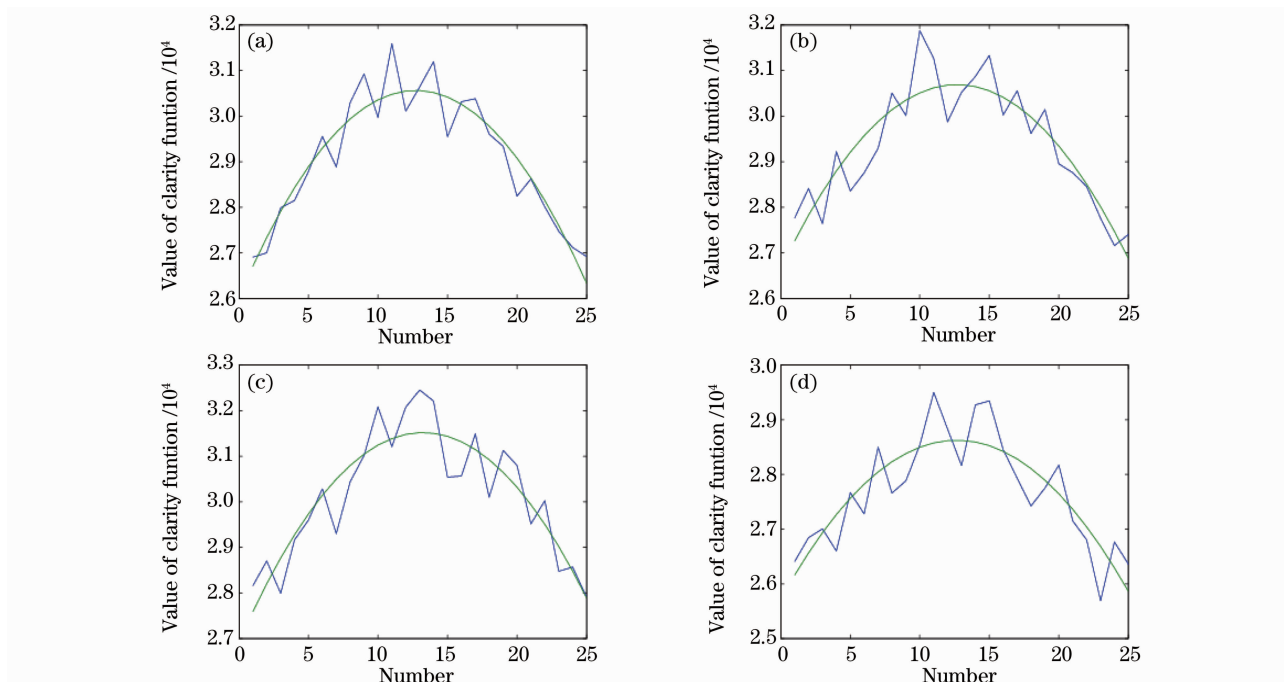 (a)
Value of clarity funtion /10⁴
3.2
3.1
3.0
2.9
2.8
2.7
2.6
0 5 10 15 20 25
Number
(b)
Value of clarity funtion /10⁴
3.2
3.1
3.0
2.9
2.8
2.7
2.6
0 5 10 15 20 25
Number
(c)
Value of clarity funtion /10⁴
3.3
3.2
3.1
3.0
2.9
2.8
2.7
0 5 10 15 20 25
Number
(d)
Value of clarity funtion /10⁴
3.0
2.9
2.8
2.7
2.6
2.5
0 5 10 15 20 25
Number